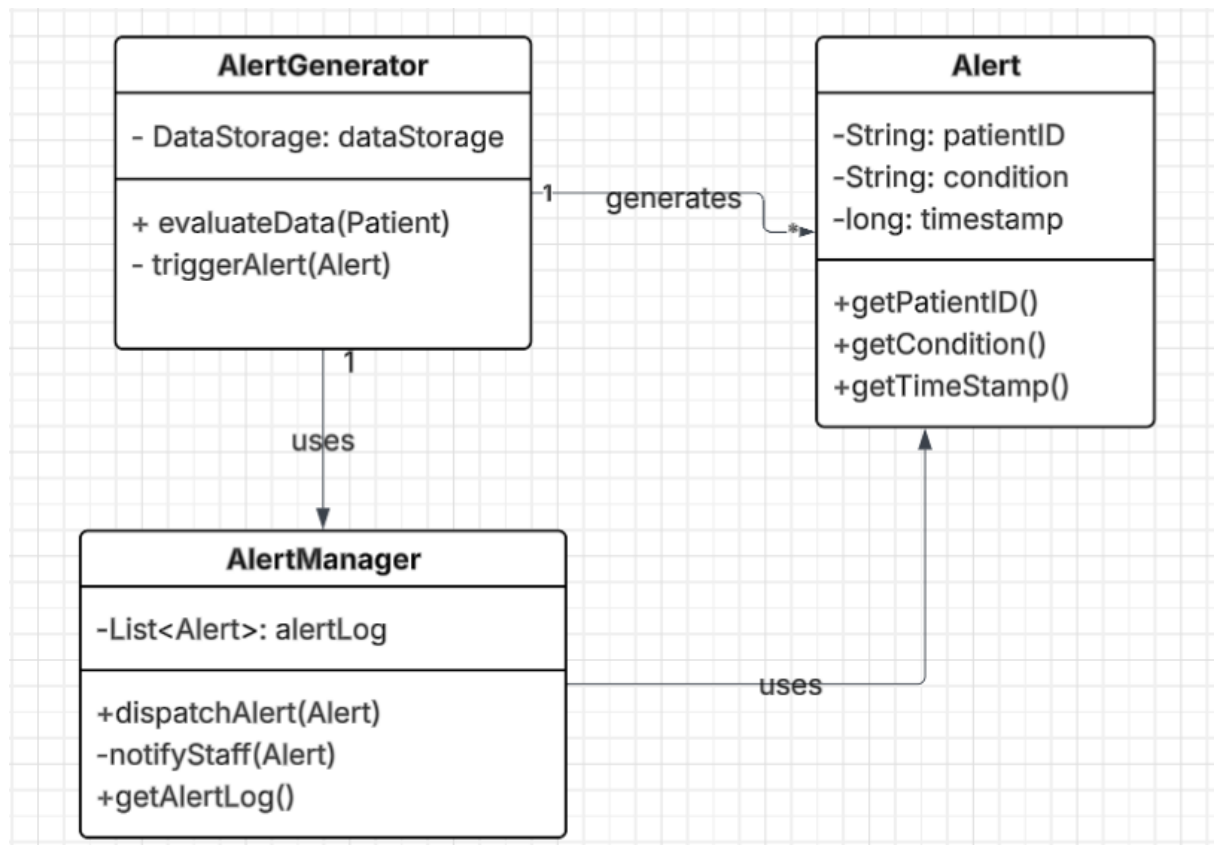 AlertGenerator
- DataStorage: dataStorage
+ evaluateData(Patient)
- triggerAlert(Alert)
1
generates
*
Alert
-String: patientID
-String: condition
-long: timestamp
+getPatientID()
+getCondition()
+getTimeStamp()
1
uses
AlertManager
-List<Alert>: alertLog
+dispatchAlert(Alert)
-notifyStaff(Alert)
+getAlertLog()
uses